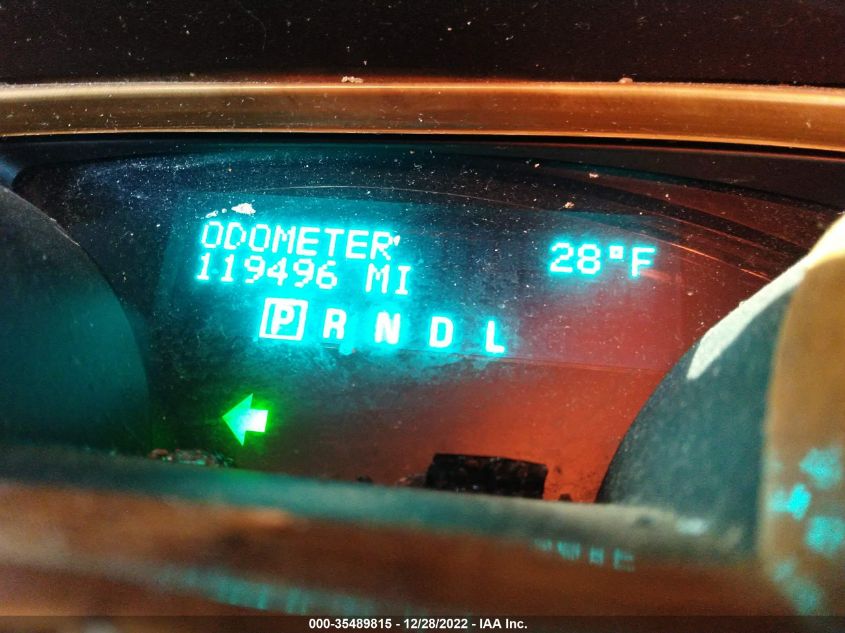 ODOMETER 28°F
119496 MI
P R N D L
000-35489815 - 12/28/2022 - IAA Inc.